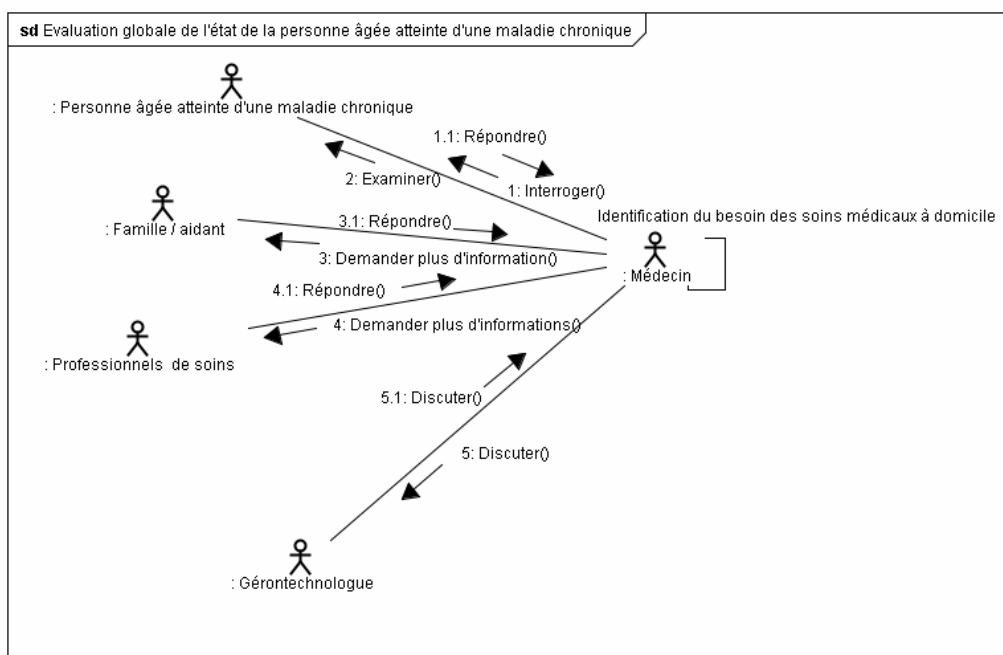 sd Evaluation globale de l'état de la personne âgée atteinte d'une maladie chronique
: Personne âgée atteinte d'une maladie chronique
1.1: Répondre()
2: Examiner()
1: Interroger()
Identification du besoin des soins médicaux à domicile
3.1: Répondre()
: Famille / aidant
3: Demander plus d'information()
: Médecin
4.1: Répondre()
4: Demander plus d'informations()
: Professionnels de soins
5.1: Discuter()
5: Discuter()
: Gérontechnologue